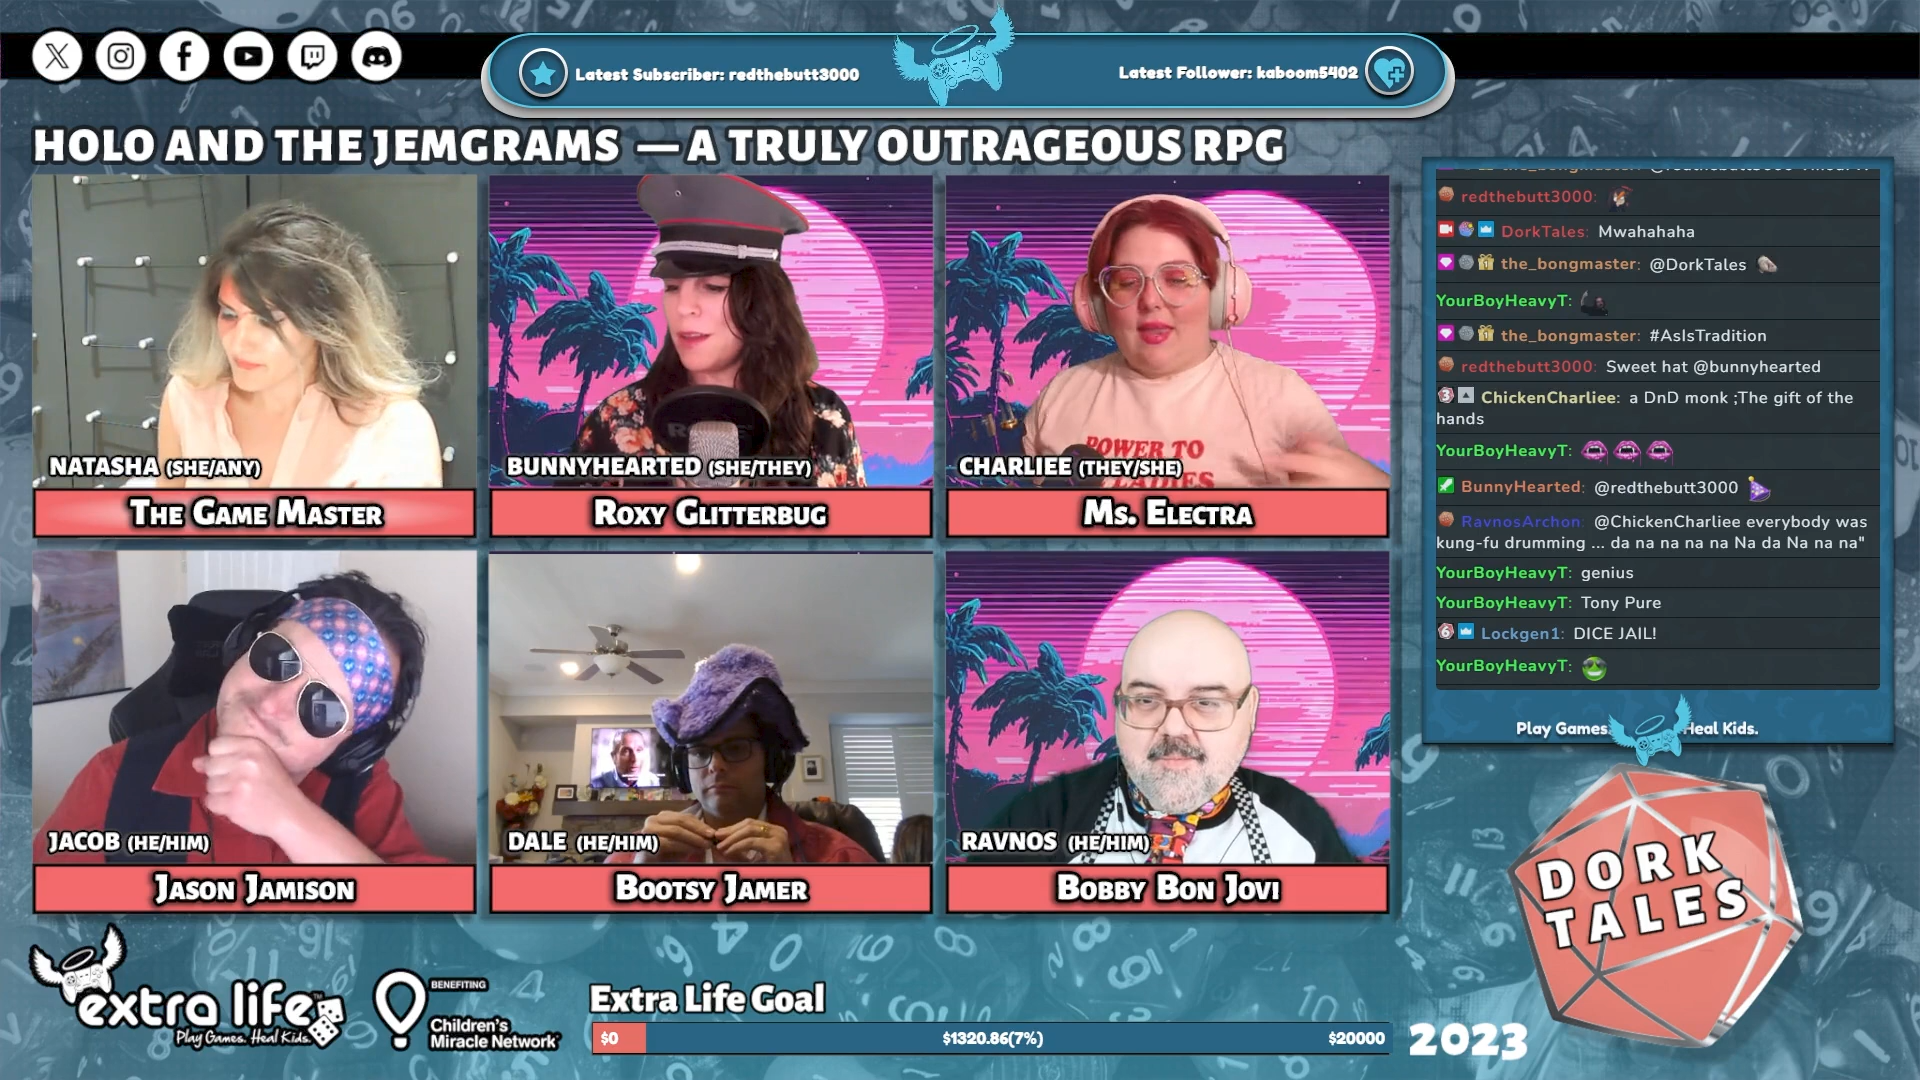 Latest Subscriber: redthebutt3000
Latest Follower: kaboom5402
HOLO AND THE JEMGRAMS — A TRULY OUTRAGEOUS RPG
NATASHA (SHE/ANY)
THE GAME MASTER
BUNNYHEARTED (SHE/THEY)
ROXY GLITTERBUG
POWER TO
CHARLIEE (THEY/SHE)
MS. ELECTRA
JACOB (HE/HIM)
JASON JAMISON
DALE (HE/HIM)
BOOTSY JAMER
RAVNOS (HE/HIM)
BOBBY BON JOVI
redthebutt3000:
DorkTales: Mwahahaha
the_bongmaster: @DorkTales
YourBoyHeavyT:
the_bongmaster: #AsIsTradition
redthebutt3000: Sweet hat @bunnyhearted
ChickenCharliee: a DnD monk ;The gift of the
hands
YourBoyHeavyT:
BunnyHearted: @redthebutt3000
RavnosArchon: @ChickenCharliee everybody was
kung-fu drumming ... da na na na na Na da Na na na"
YourBoyHeavyT: genius
YourBoyHeavyT: Tony Pure
Lockgen1: DICE JAIL!
YourBoyHeavyT:
Play Games. Heal Kids.
DORK
TALES
extra life
Play Games. Heal Kids.
BENEFITING
Children's
Miracle Network
Extra Life Goal
$0
$1320.86(7%)
$20000
2023